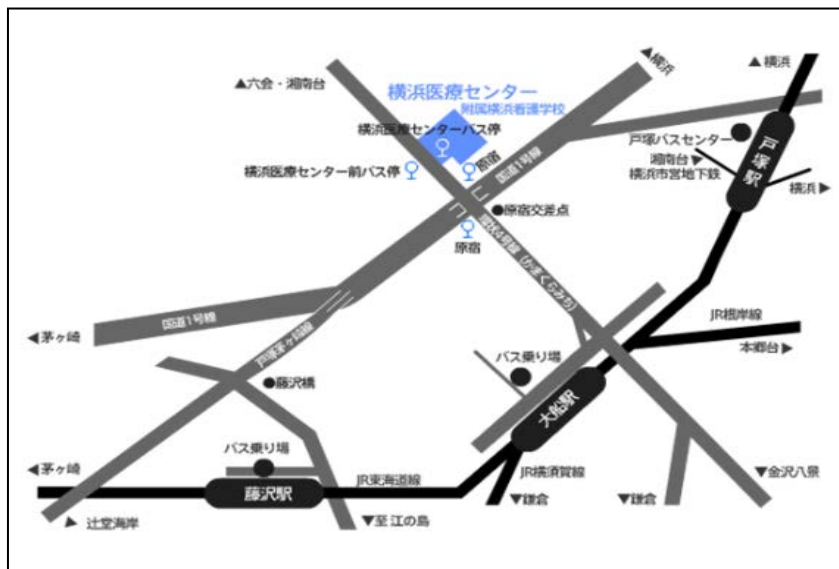 ▲六会・湘南台
横浜医療センター
附属横浜看護学校
横浜医療センターバス停
横浜医療センター前バス停
原宿
国道1号線
▲横浜
▲横浜
戸塚バスセンター
湘南台▶
横浜市営地下鉄
戸塚駅
横浜▶
●原宿交差点
原宿
環状4号線(かまくらみち)
国道1号線
◀茅ヶ崎
戸塚茅ヶ崎線
●藤沢橋
JR根岸線
本郷台▶
バス乗り場
大船駅
バス乗り場
◀茅ヶ崎
JR東海道線
藤沢駅
JR横須賀線
▼鎌倉
▼鎌倉
▼金沢八景
辻堂海岸
▼至 江の島